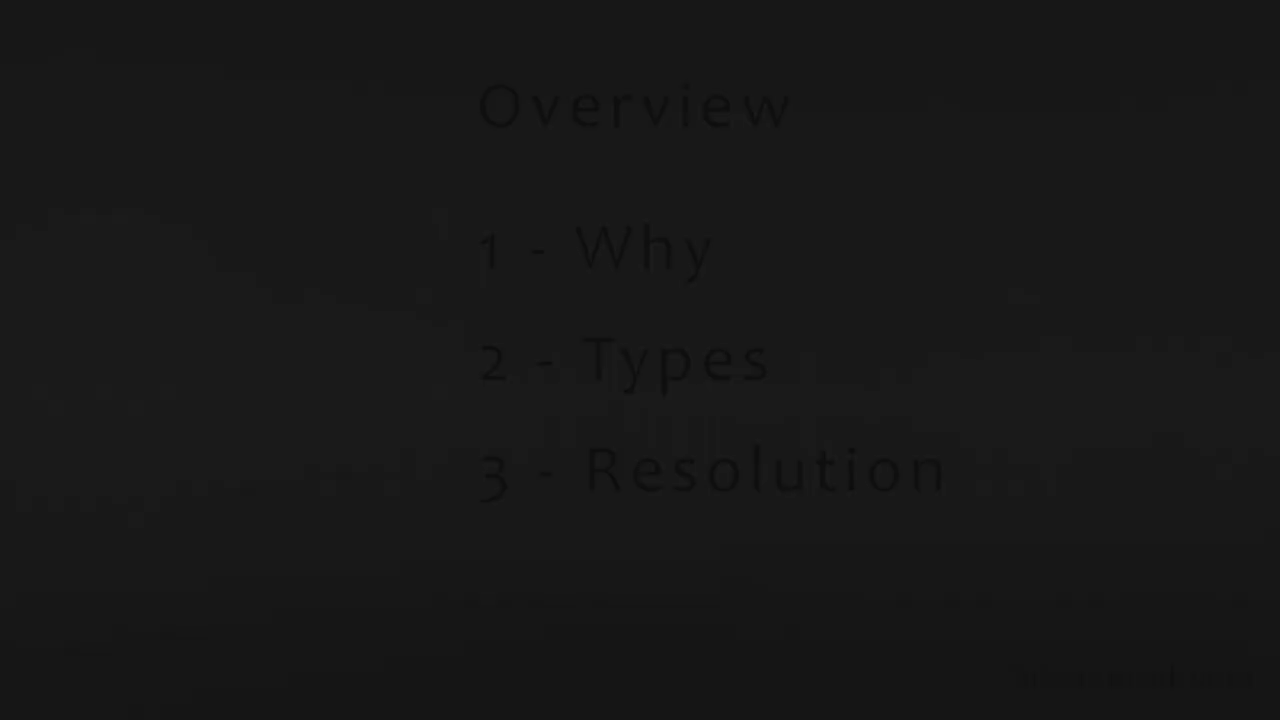 Overview
1 - Why
2 - Types
3 - Resolution